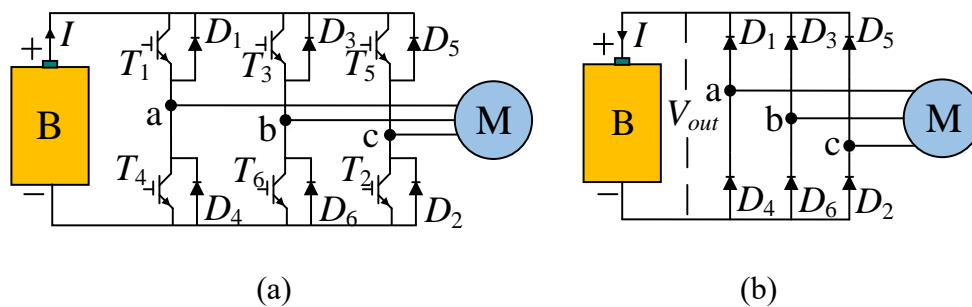 + I D1 D3 D5
T1 T3 T5
B a b c M
T4 T6 T2
− D4 D6 D2
(a)
+ I D1 D3 D5
a
B Vout b M
c
− D4 D6 D2
(b)